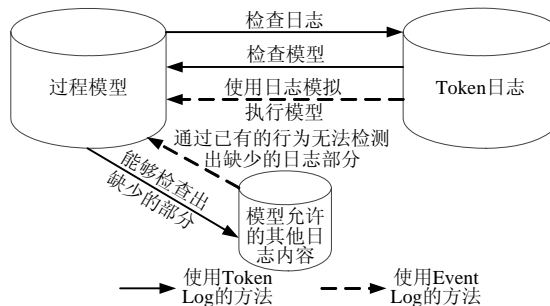 检查日志
检查模型
过程模型
使用日志模拟
Token日志
执行模型
通过已有的行为无法检测
出缺少的日志部分
能够检查出
缺少的部分
模型允许
的其他日
志内容
使用Token
Log的方法
使用Event
Log的方法